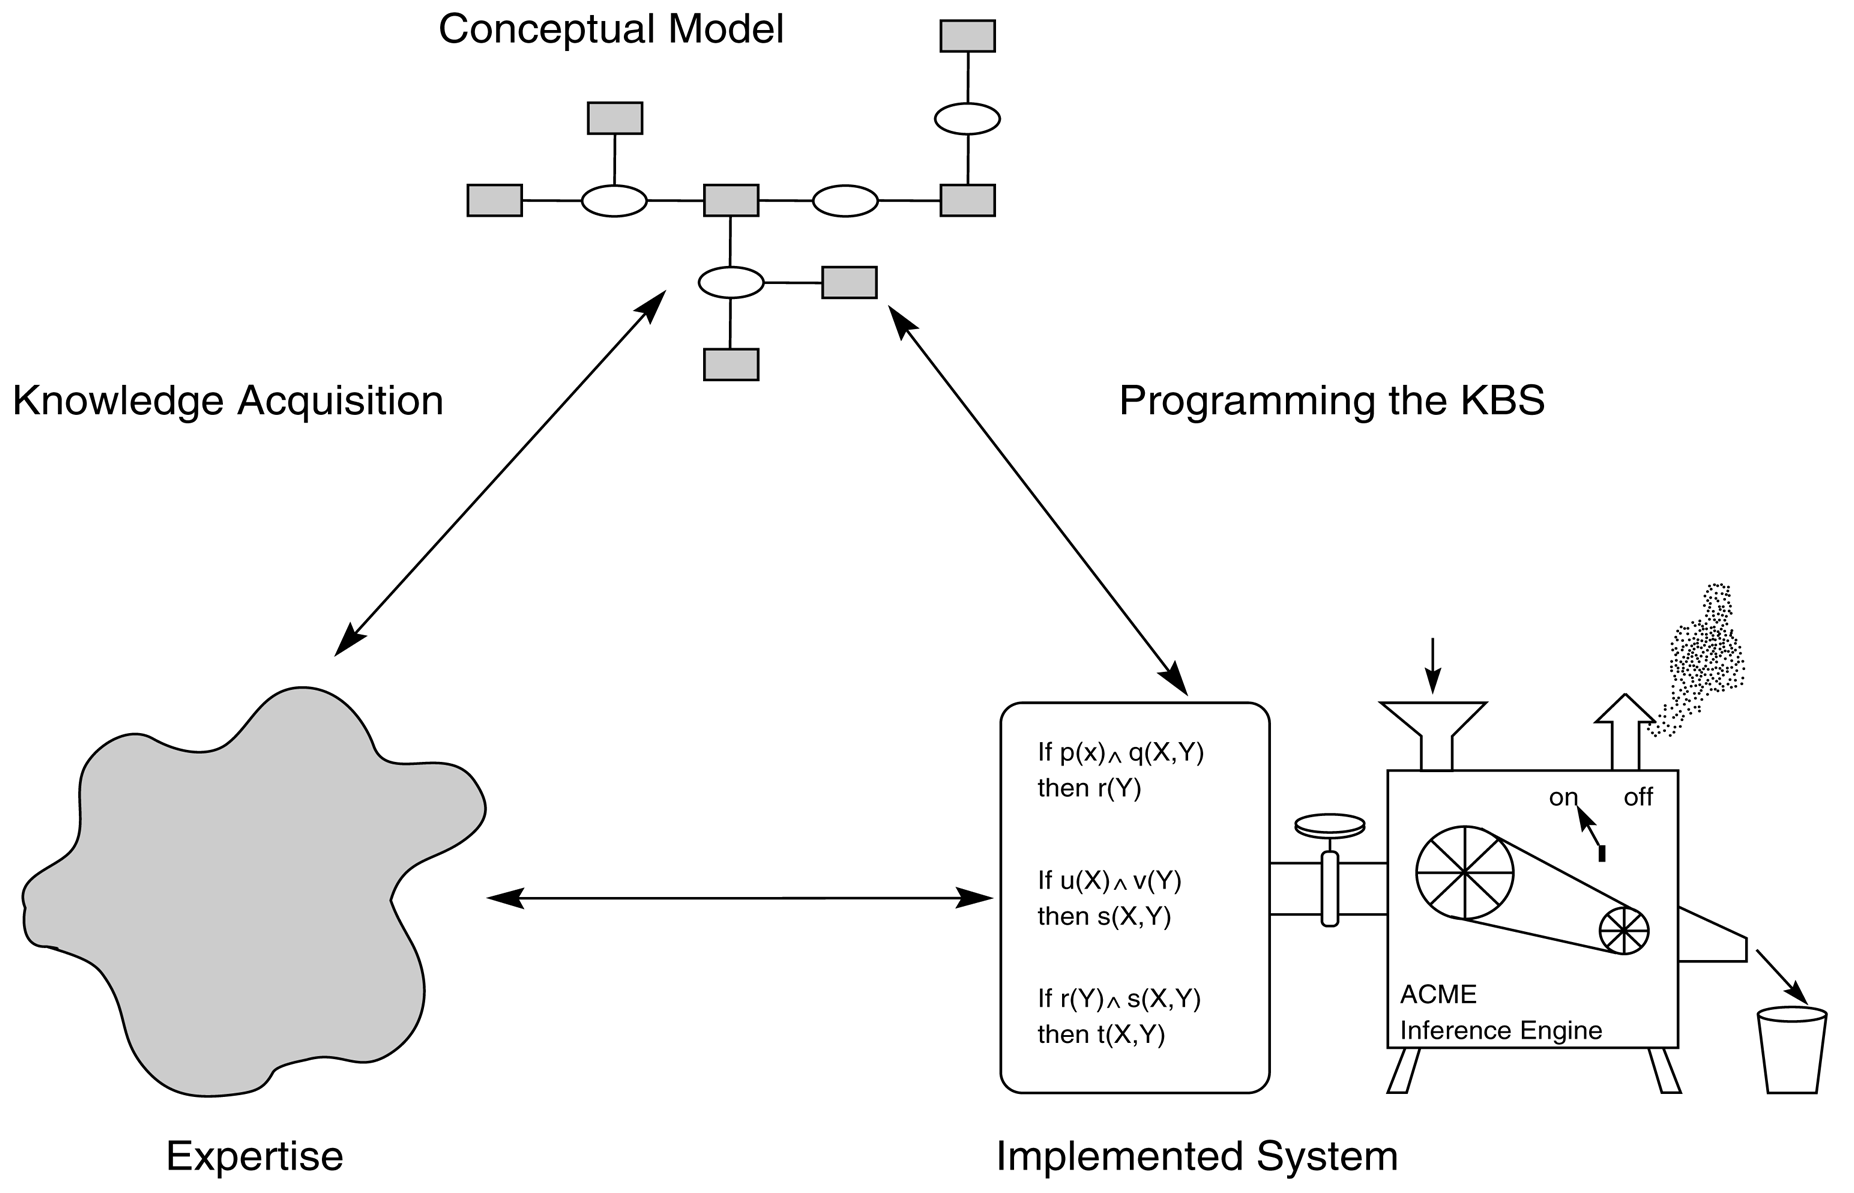 Conceptual Model
Knowledge Acquisition
Programming the KBS
If p(x)∧ q(X,Y)
then r(Y)
If u(X)∧ v(Y)
then s(X,Y)
If r(Y)∧ s(X,Y)
then t(X,Y)
on off
ACME
Inference Engine
Expertise
Implemented System